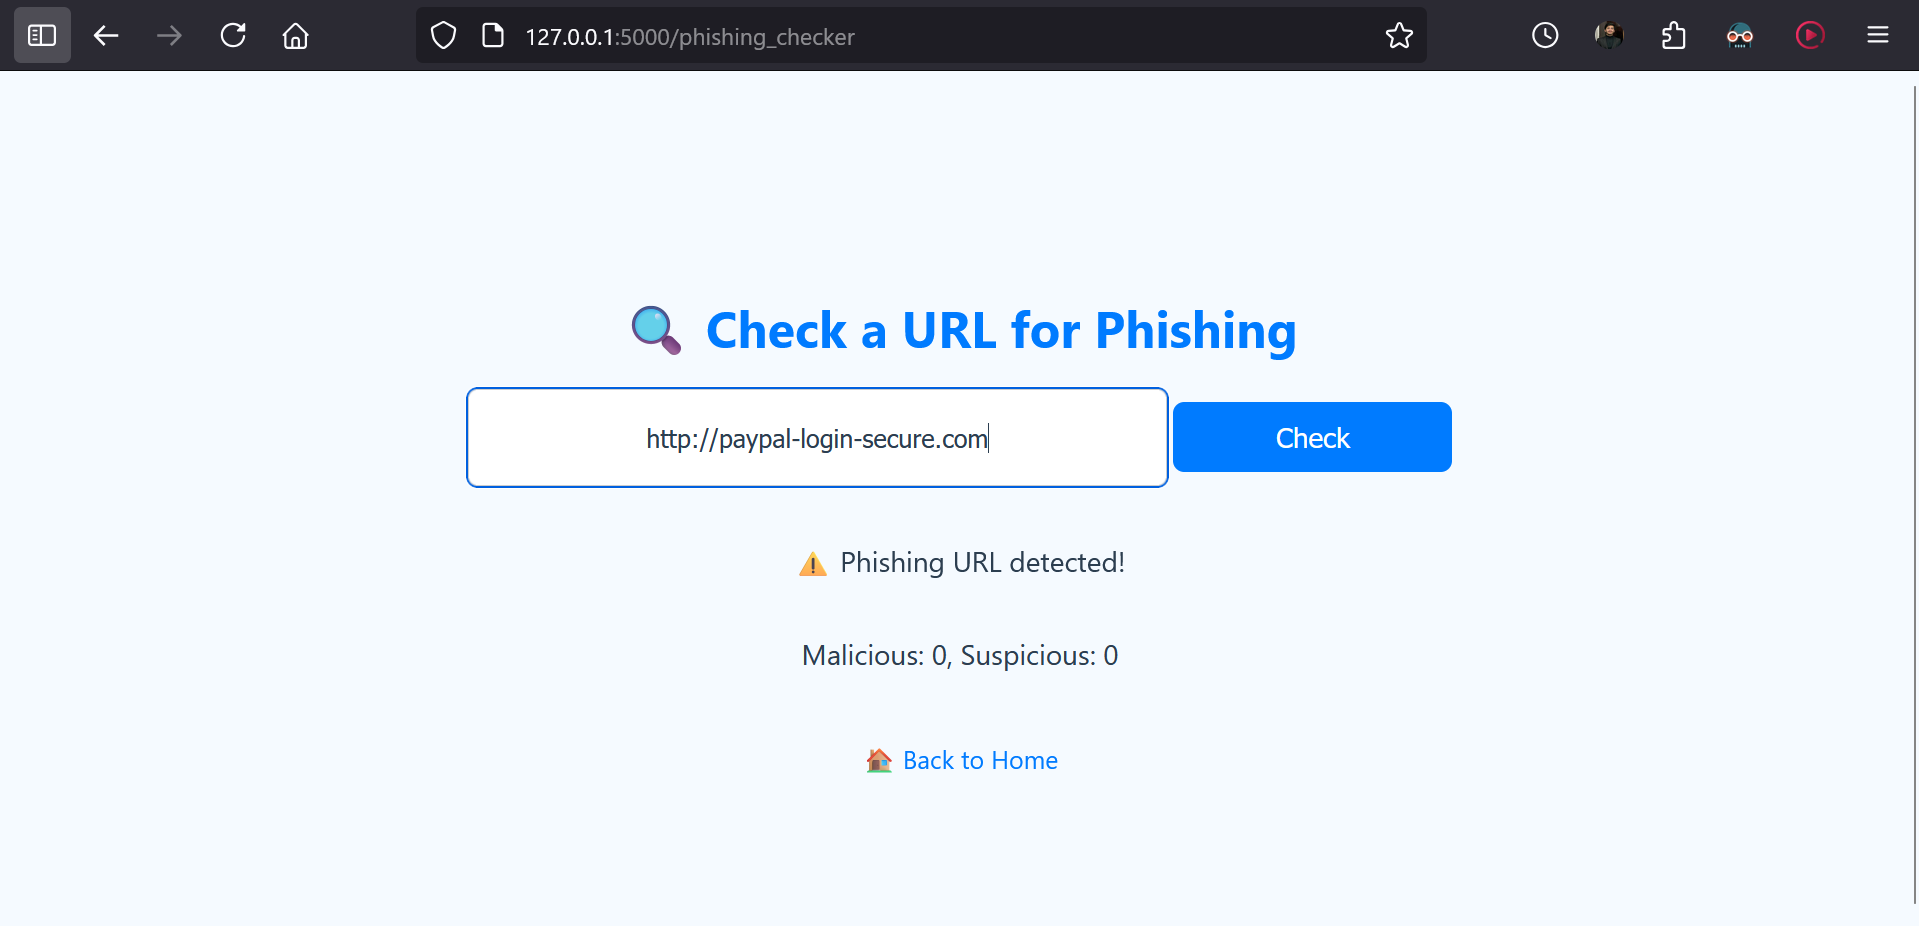 127.0.0.1:5000/phishing_checker
Check a URL for Phishing
http://paypal-login-secure.com
Check
Phishing URL detected!
Malicious: 0, Suspicious: 0
Back to Home